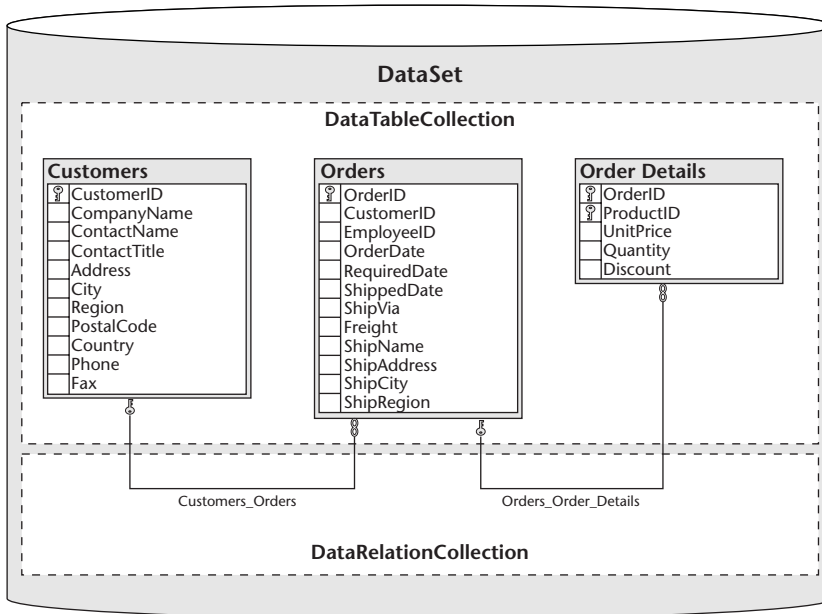 DataSet
DataTableCollection
Customers
CustomerID
CompanyName
ContactName
ContactTitle
Address
City
Region
PostalCode
Country
Phone
Fax
Orders
OrderID
CustomerID
EmployeeID
OrderDate
RequiredDate
ShippedDate
ShipVia
Freight
ShipName
ShipAddress
ShipCity
ShipRegion
Order Details
OrderID
ProductID
UnitPrice
Quantity
Discount
Customers_Orders
Orders_Order_Details
DataRelationCollection